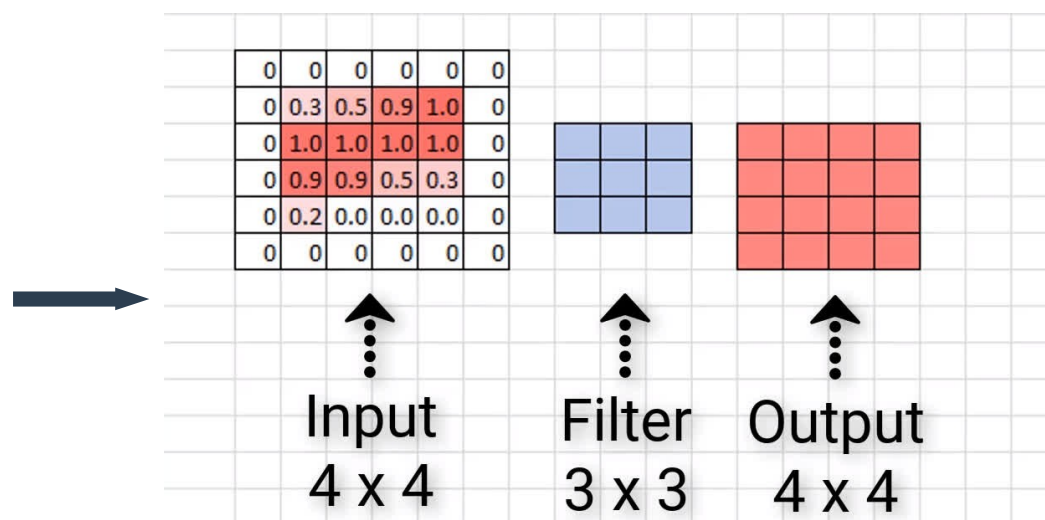 0 0 0 0 0 0
0 0.3 0.5 0.9 1.0 0
0 1.0 1.0 1.0 1.0 0
0 0.9 0.9 0.5 0.3 0
0 0.2 0.0 0.0 0.0 0
0 0 0 0 0 0
Input Filter Output
4 x 4 3 x 3 4 x 4